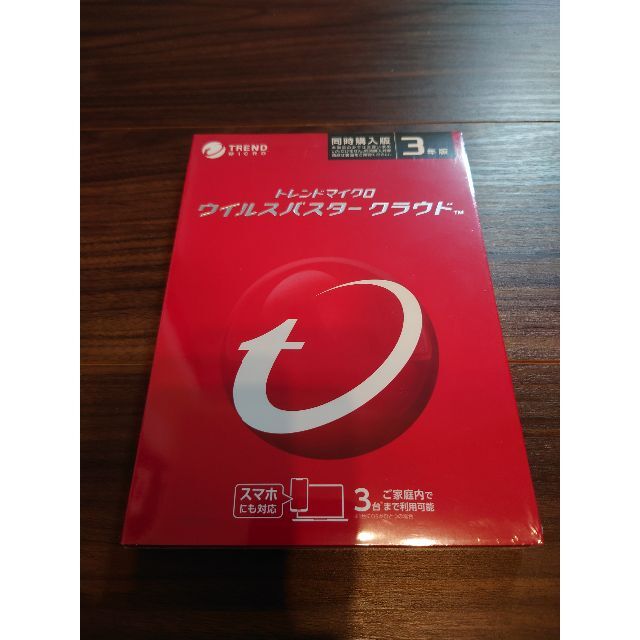 TREND
MICRO
同時購入版
3年版
トレンドマイクロ
ウイルスバスター クラウド™
スマホ
にも対応
3台*まで利用可能
ご家庭内で